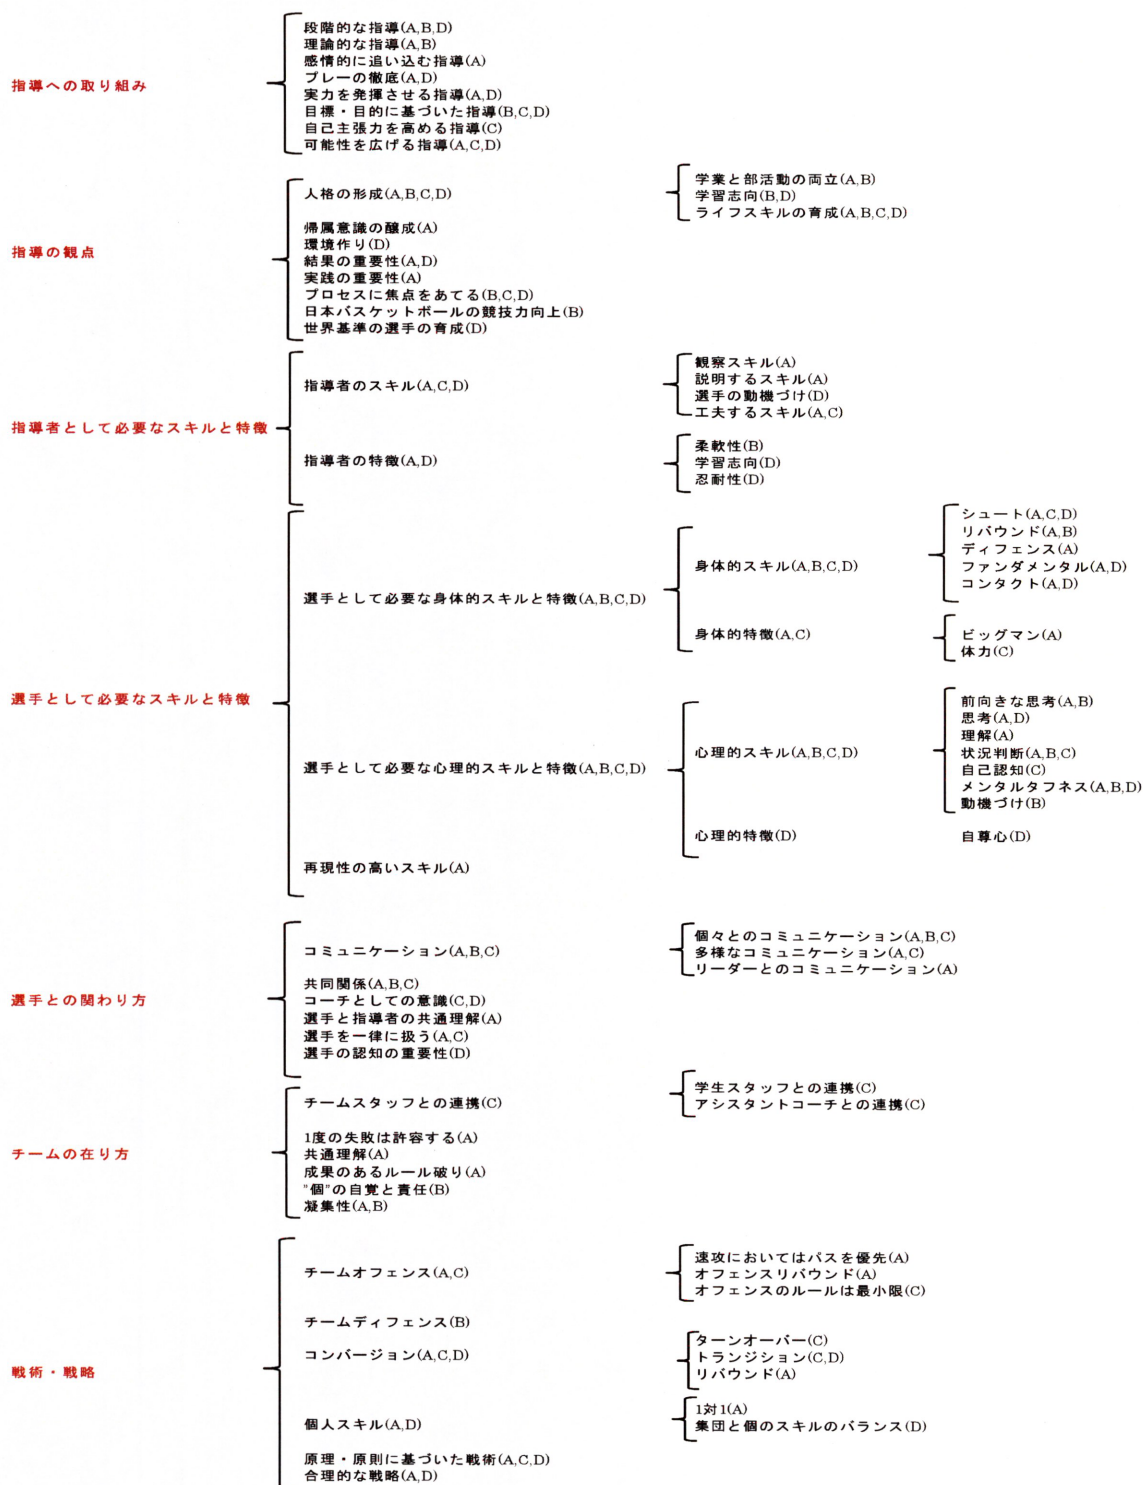 指導への取り組み
段階的な指導(A,B,D)
理論的な指導(A,B)
感情的に追い込む指導(A)
プレーの徹底(A,D)
実力を発揮させる指導(A,D)
目標・目的に基づいた指導(B,C,D)
自己主張力を高める指導(C)
可能性を広げる指導(A,C,D)
指導の観点
人格の形成(A,B,C,D)
学業と部活動の両立(A,B)
学習志向(B,D)
ライフスキルの育成(A,B,C,D)
帰属意識の醸成(A)
環境作り(D)
結果の重要性(A,D)
実践の重要性(A)
プロセスに焦点をあてる(B,C,D)
日本バスケットボールの競技力向上(B)
世界基準の選手の育成(D)
指導者として必要なスキルと特徴
指導者のスキル(A,C,D)
観察スキル(A)
説明するスキル(A)
選手の動機づけ(D)
工夫するスキル(A,C)
指導者の特徴(A,D)
柔軟性(B)
学習志向(D)
忍耐性(D)
選手として必要なスキルと特徴
選手として必要な身体的スキルと特徴(A,B,C,D)
身体的スキル(A,B,C,D)
シュート(A,C,D)
リバウンド(A,B)
ディフェンス(A)
ファンダメンタル(A,D)
コンタクト(A,D)
身体的特徴(A,C)
ビッグマン(A)
体力(C)
選手として必要な心理的スキルと特徴(A,B,C,D)
心理的スキル(A,B,C,D)
前向きな思考(A,B)
思考(A,D)
理解(A)
状況判断(A,B,C)
自己認知(C)
メンタルタフネス(A,B,D)
動機づけ(B)
心理的特徴(D)
自尊心(D)
再現性の高いスキル(A)
選手との関わり方
コミュニケーション(A,B,C)
個々とのコミュニケーション(A,B,C)
多様なコミュニケーション(A,C)
リーダーとのコミュニケーション(A)
共同関係(A,B,C)
コーチとしての意識(C,D)
選手と指導者の共通理解(A)
選手を一律に扱う(A,C)
選手の認知の重要性(D)
チームの在り方
チームスタッフとの連携(C)
学生スタッフとの連携(C)
アシスタントコーチとの連携(C)
1度の失敗は許容する(A)
共通理解(A)
成果のあるルール破り(A)
"個"の自覚と責任(B)
凝集性(A,B)
戦術・戦略
チームオフェンス(A,C)
速攻においてはパスを優先(A)
オフェンスリバウンド(A)
オフェンスのルールは最小限(C)
チームディフェンス(B)
コンバージョン(A,C,D)
ターンオーバー(C)
トランジション(C,D)
リバウンド(A)
個人スキル(A,D)
1対1(A)
集団と個のスキルのバランス(D)
原理・原則に基づいた戦術(A,C,D)
合理的な戦略(A,D)